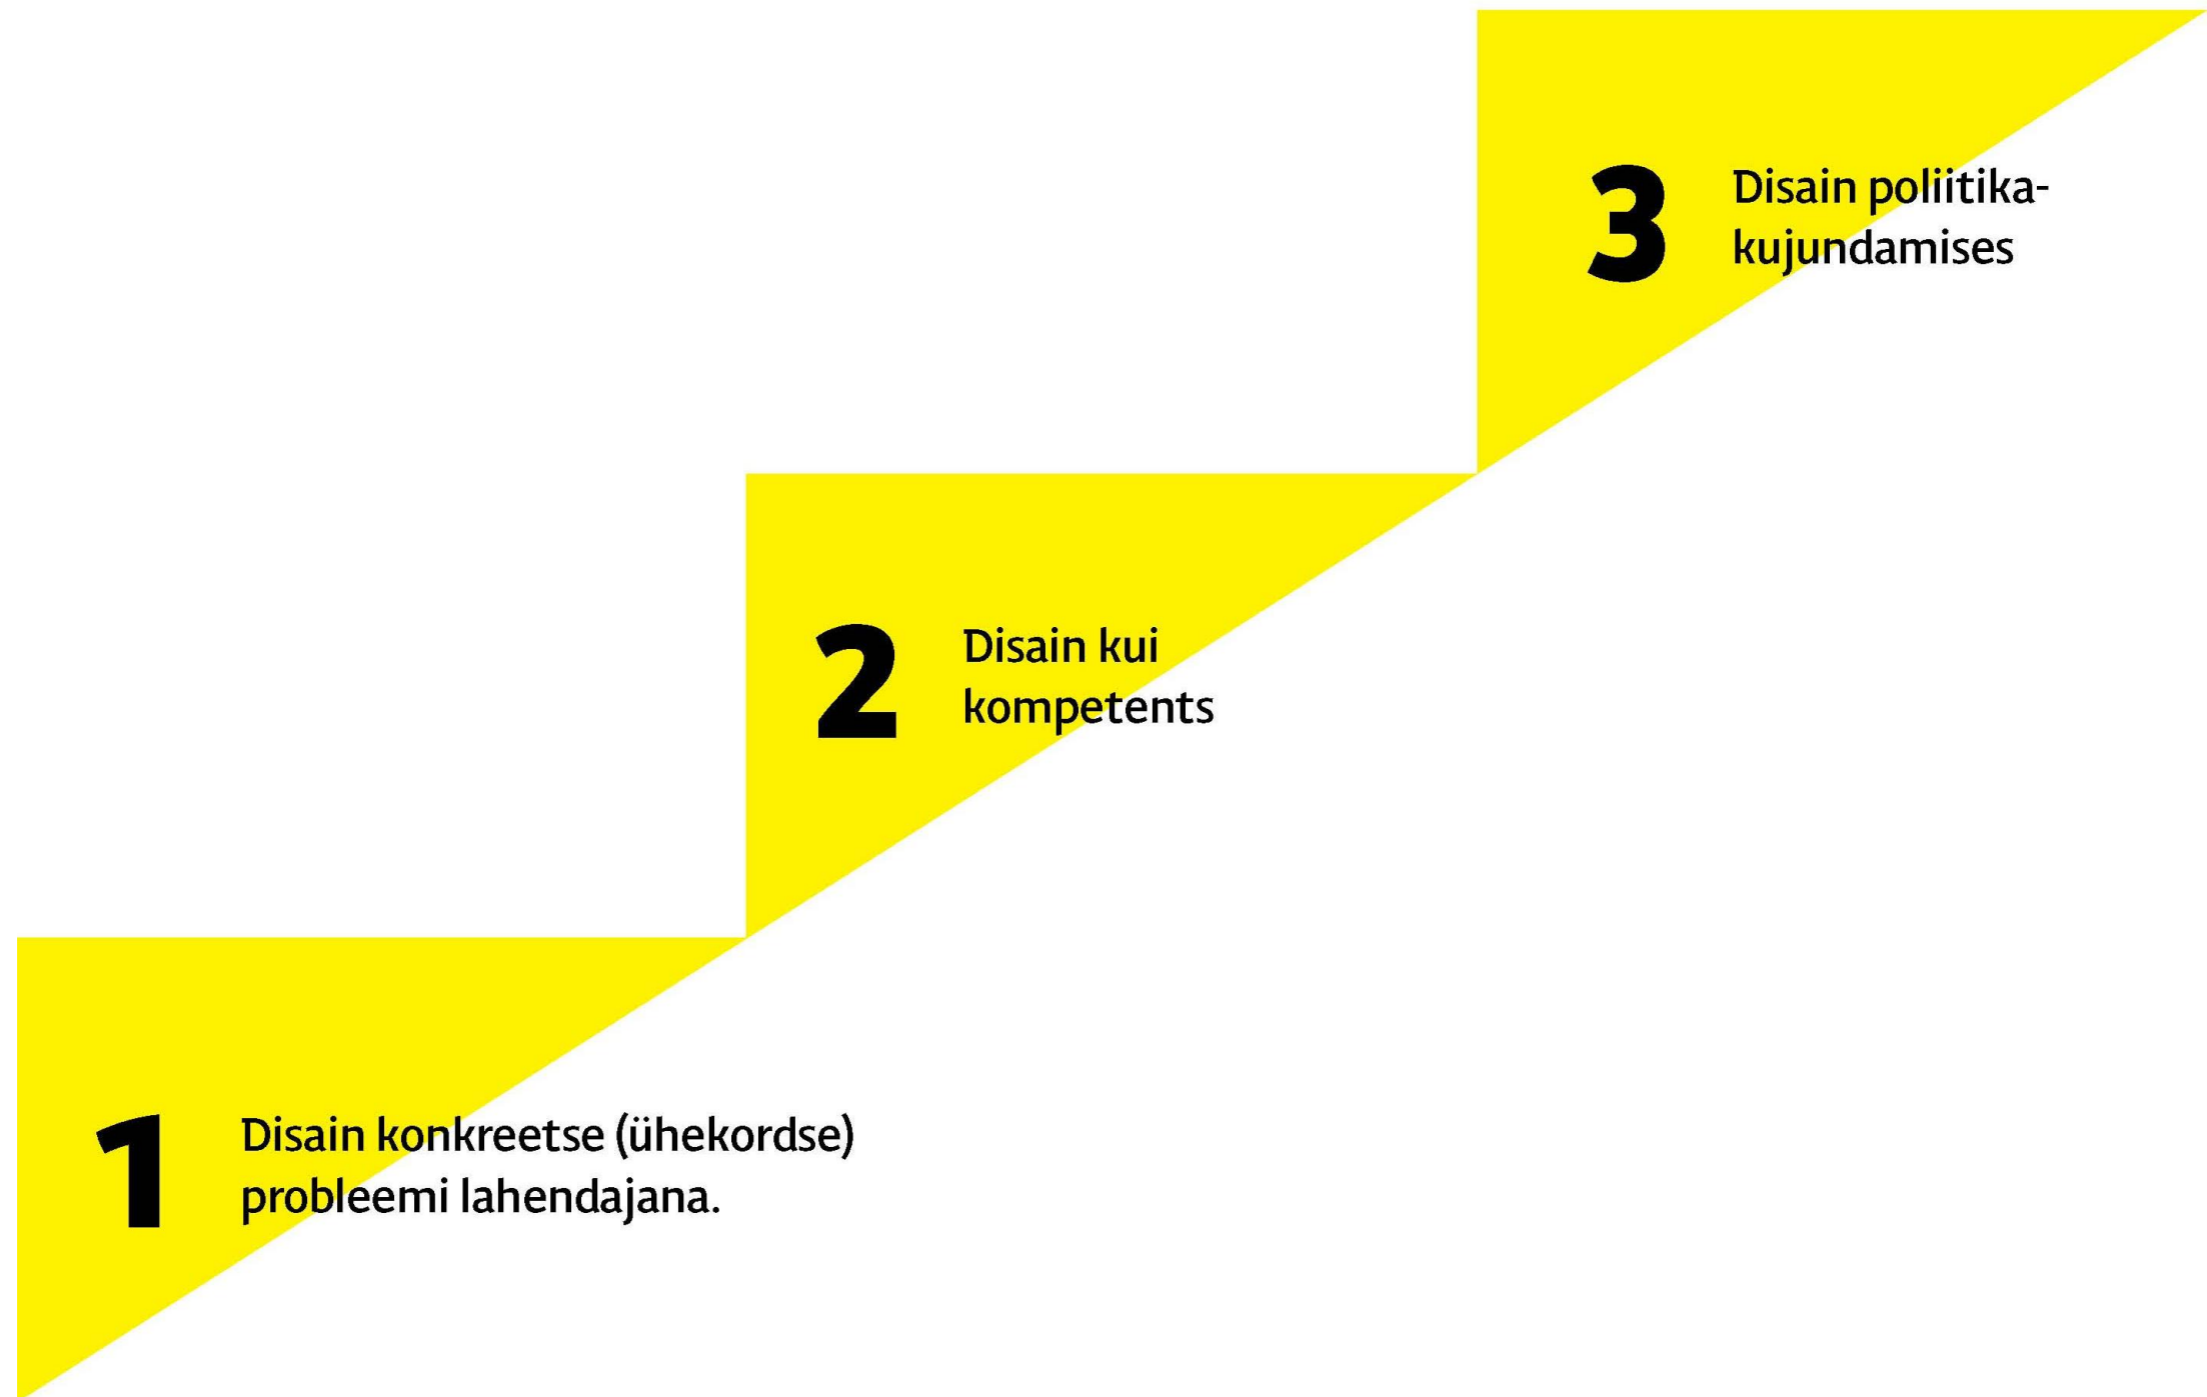 3 Disain poliitika-
kujundamises
2 Disain kui
kompetents
1 Disain konkreetse (ühekordse)
probleemi lahendajana.